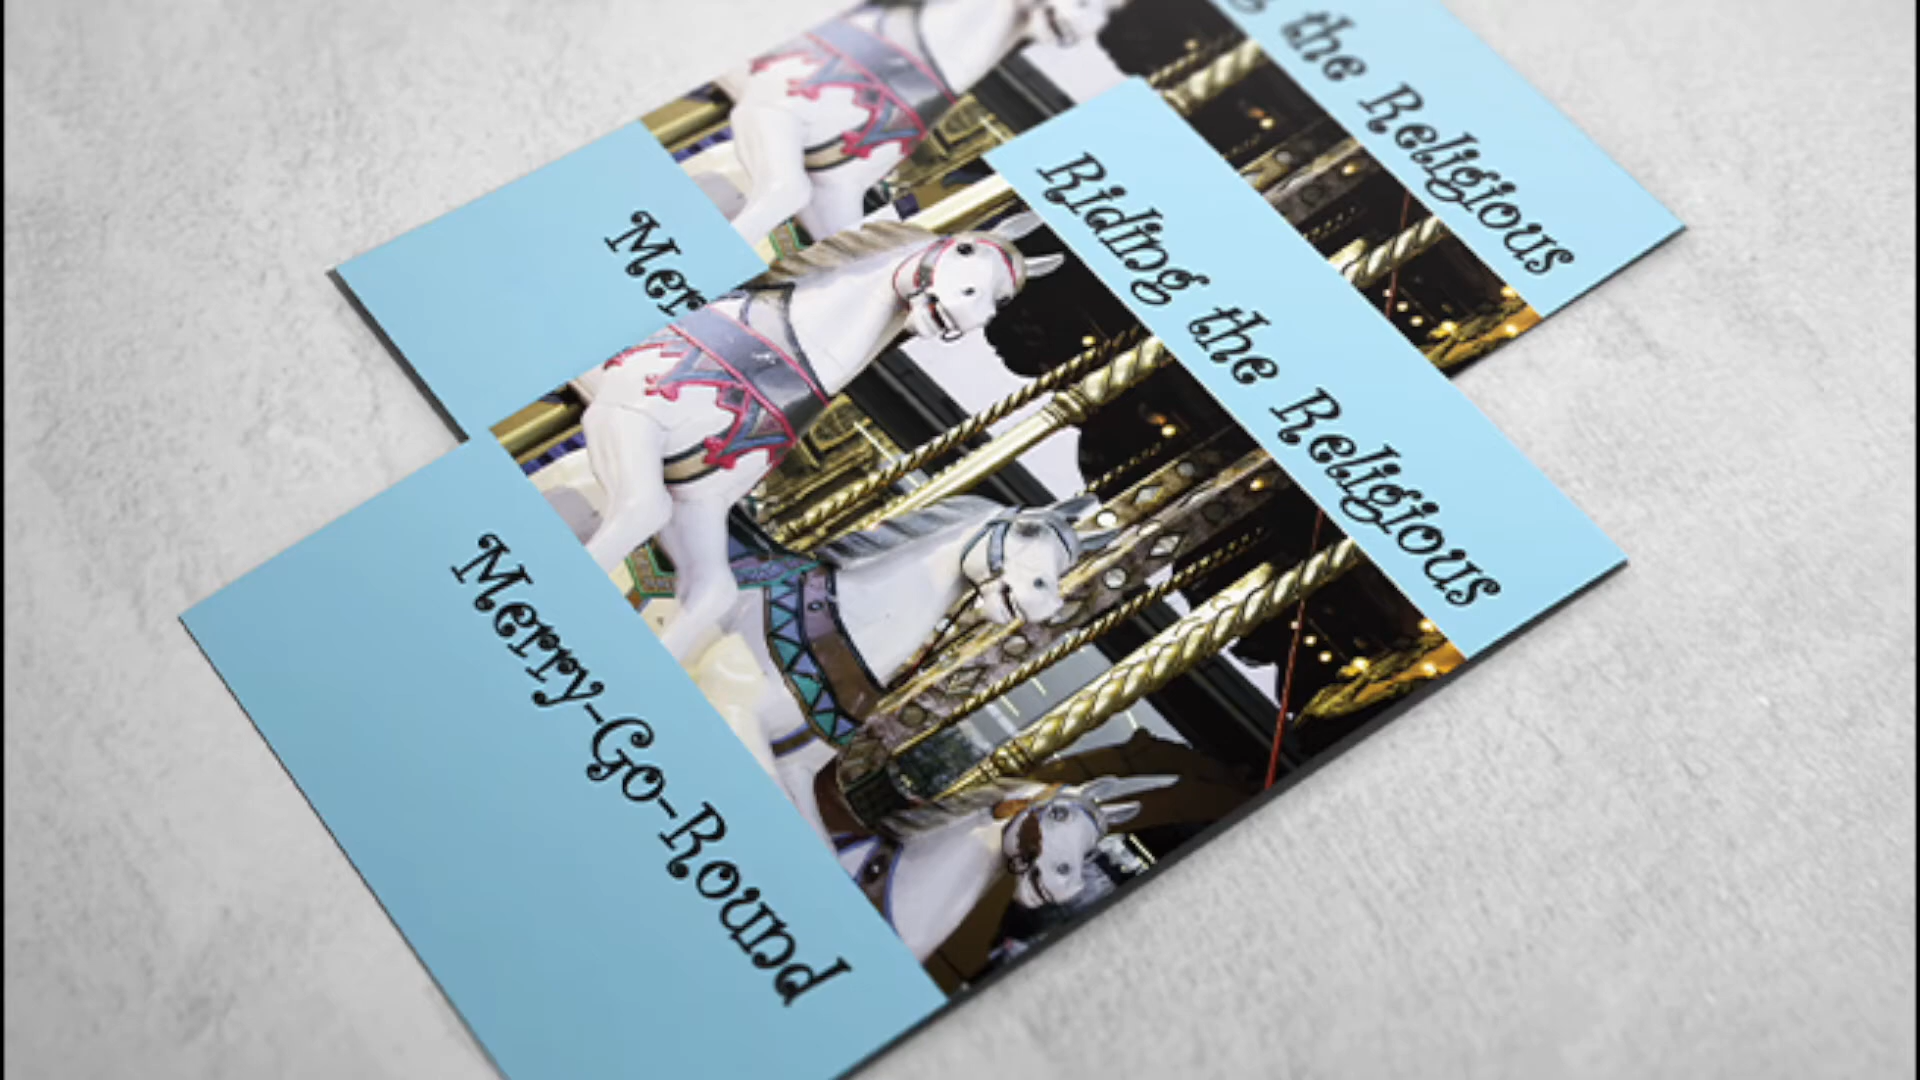 Riding the Religious
Merry-Go-Round
the Religious